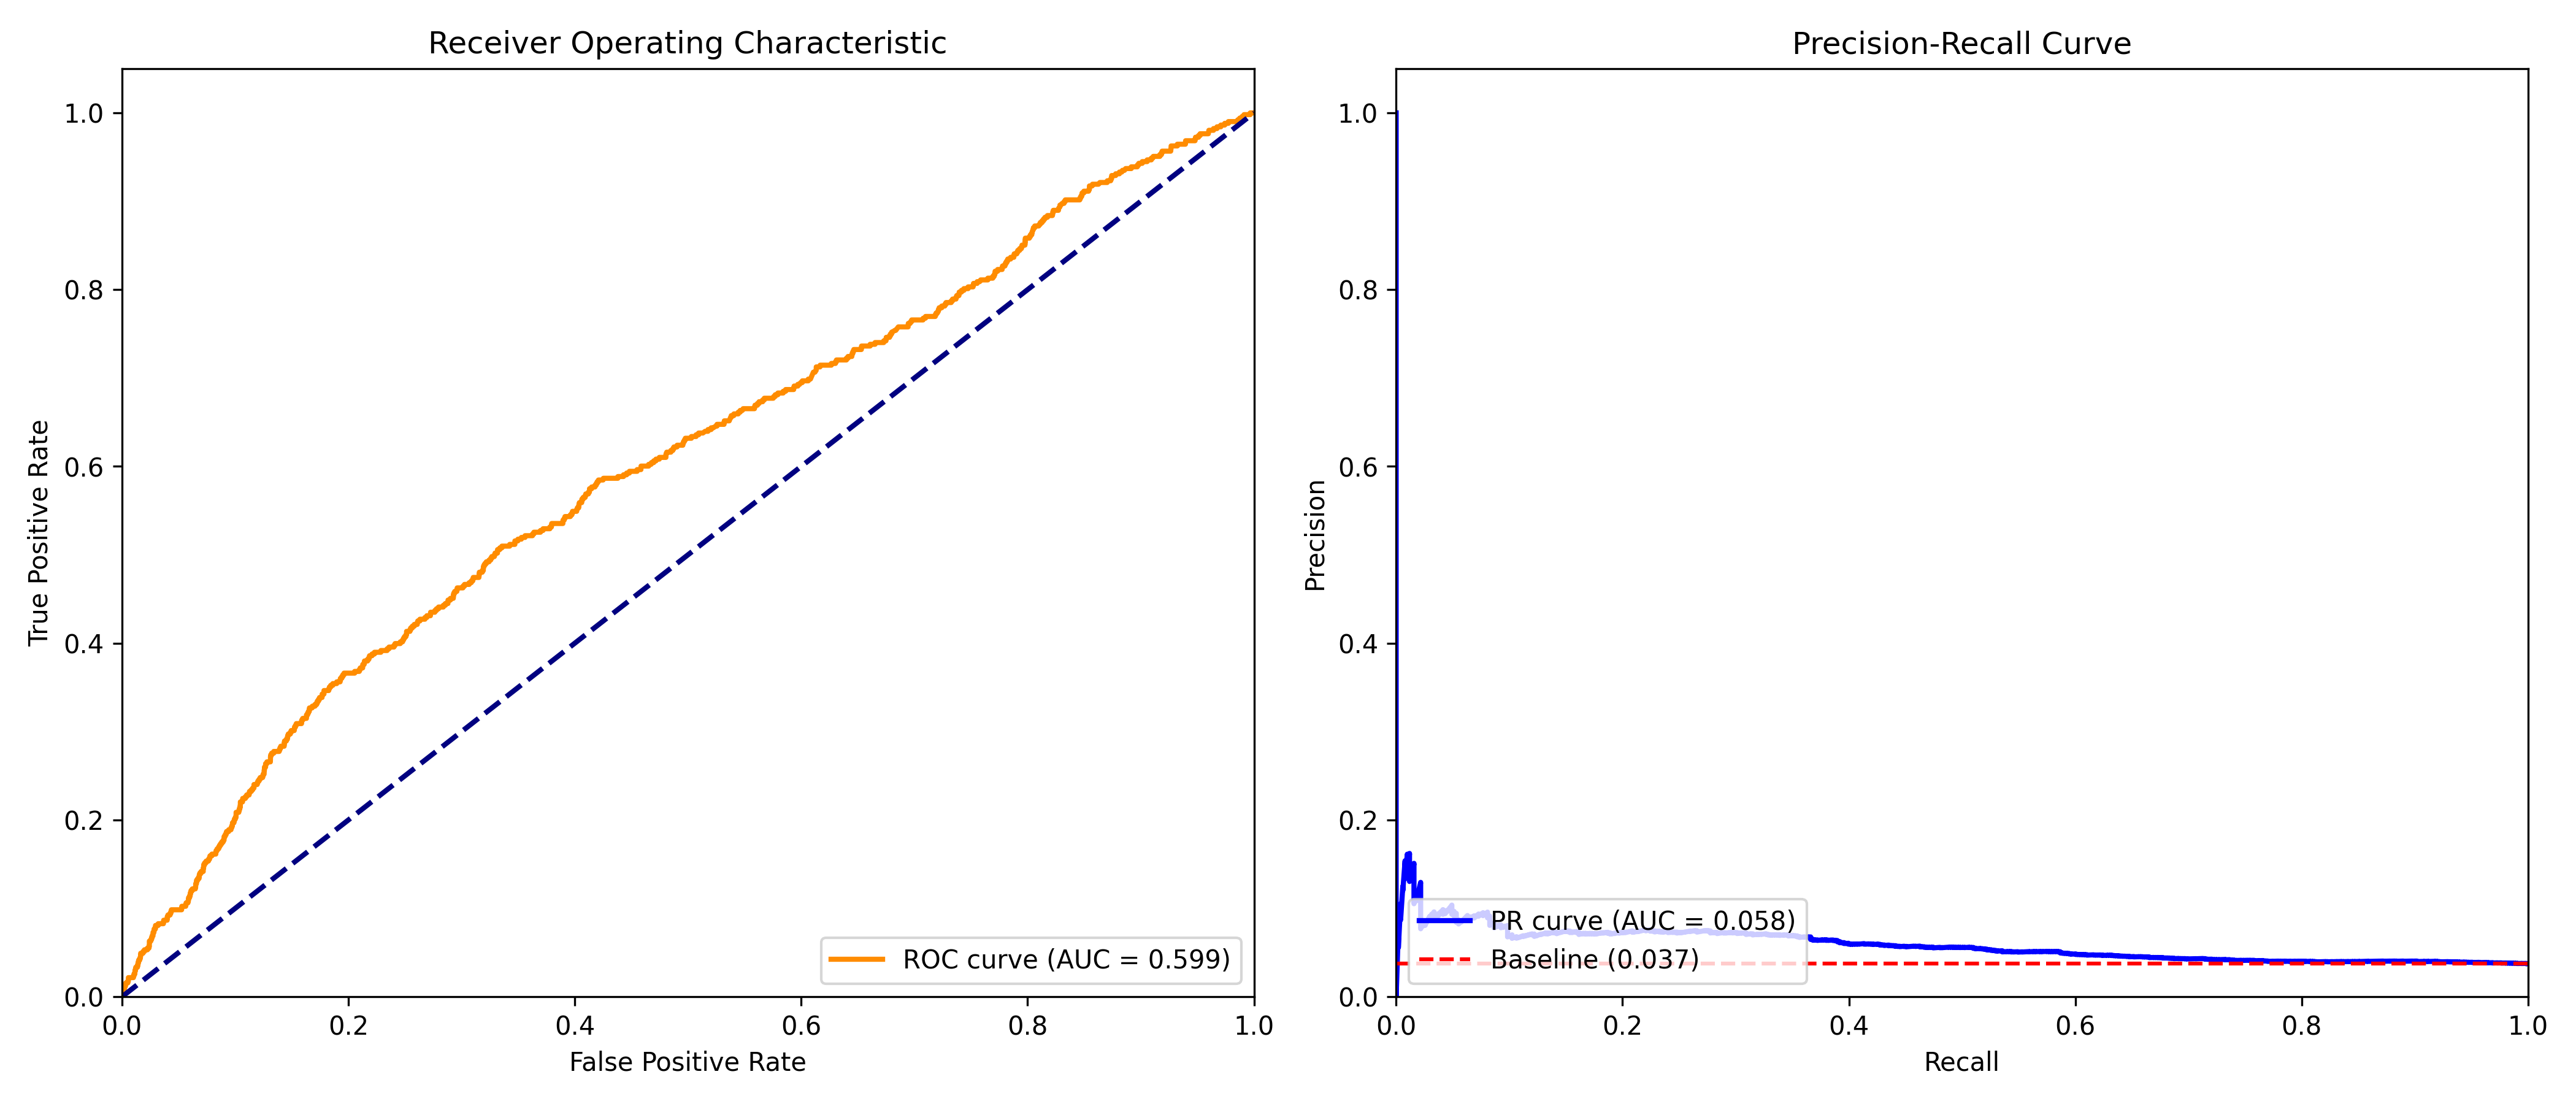 Receiver Operating Characteristic
1.0
0.8
0.6
0.4
0.2
0.0
True Positive Rate
0.0 0.2 0.4 0.6 0.8 1.0
False Positive Rate
ROC curve (AUC = 0.599)
Precision-Recall Curve
1.0
0.8
0.6
0.4
0.2
0.0
Precision
0.0 0.2 0.4 0.6 0.8 1.0
Recall
PR curve (AUC = 0.058)
Baseline (0.037)